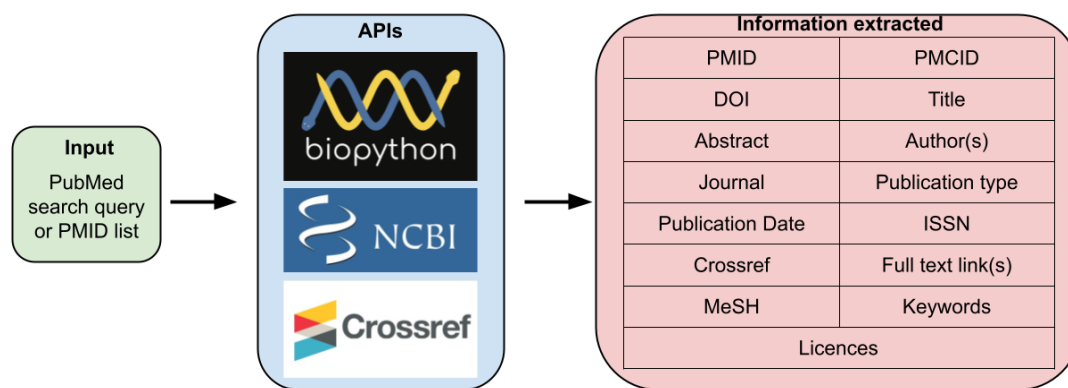 Input
PubMed
search query
or PMID list
APIs
biopython
NCBI
Crossref
Information extracted
PMID PMCID
DOI Title
Abstract Author(s)
Journal Publication type
Publication Date ISSN
Crossref Full text link(s)
MeSH Keywords
Licences